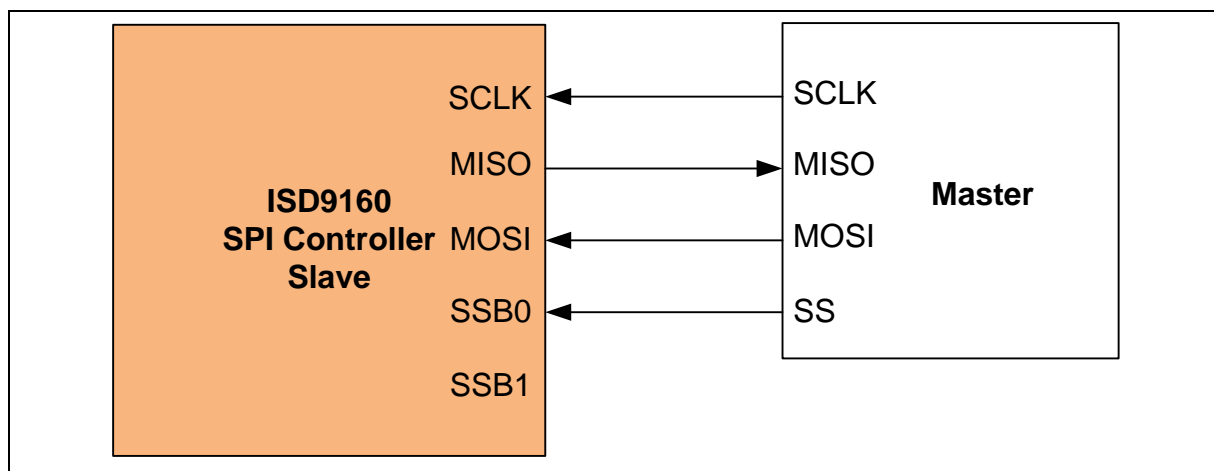 SCLK
MISO
ISD9160
SPI Controller
Slave
MOSI
SSB0
SSB1
SCLK
MISO
Master
MOSI
SS